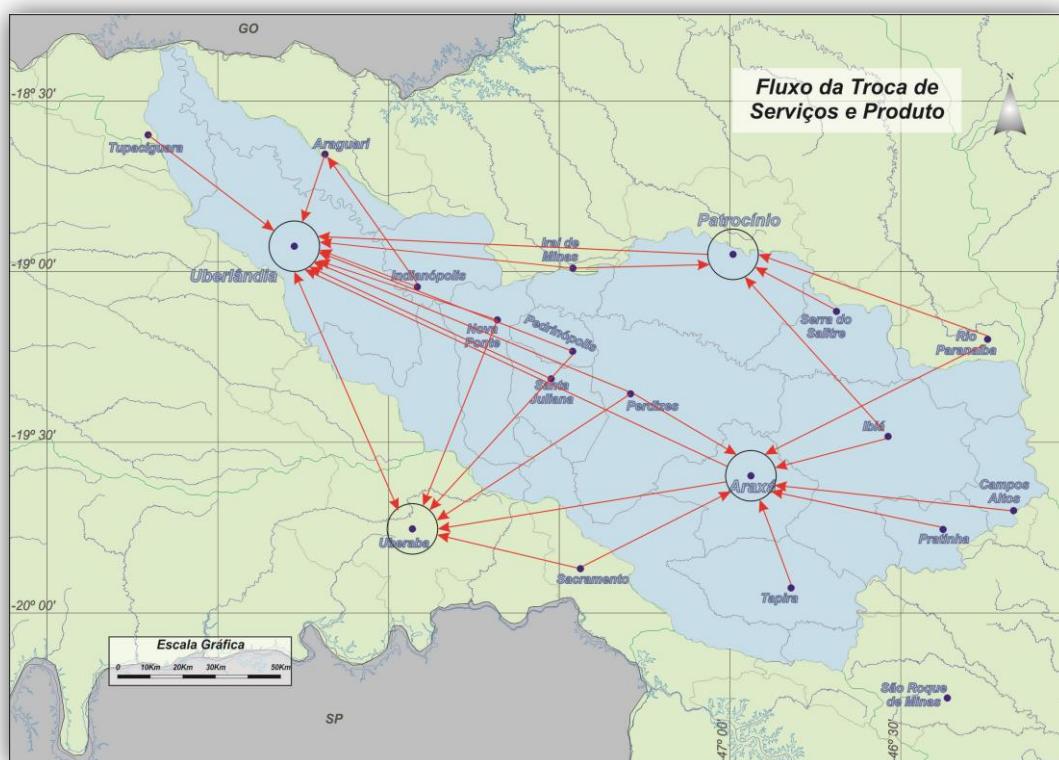 GO
Fluxo da Troca de
Serviços e Produto
N
-18º 30'
Tupaciguara
Araguari
Patrocínio
Iraí de
Minas
-19º 00'
Uberlândia
Indianópolis
Nova
Ponte
Pedrinópolis
Serra do
Salitre
Rio
Paranaíba
Santa
Juliana
Perdizes
Ibiá
-19º 30'
Araxá
Campos
Altos
Uberaba
Pratinha
Sacramento
Tapira
-20º 00'
Escala Gráfica
0 10Km 20Km 30Km 50Km
São Roque
de Minas
SP
-47º 00'
-46º 30'